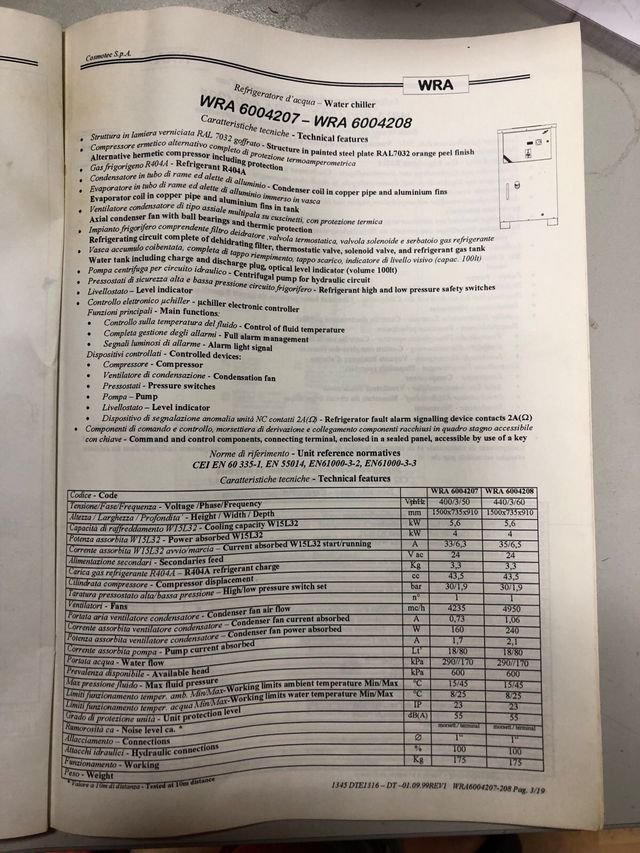 Cosmotec S.p.A.
WRA
Refrigeratore d'acqua – Water chiller
WRA 6004207 – WRA 6004208
Caratteristiche tecniche - Technical features
• Struttura in lamiera verniciata RAL 7032 goffrato - Structure in painted steel plate RAL7032 orange peel finish
• Compressore ermetico alternativo completo di protezione termoamperometrica
Alternative hermetic compressor including protection
• Gas frigorigeno R404A - Refrigerant R404A
• Condensatore in tubo di rame ed alette di alluminio - Condenser coil in copper pipe and aluminium fins
• Evaporatore in tubo di rame ed alette di alluminio immerso in vasca
Evaporator coil in copper pipe and aluminium fins in tank
• Ventilatore condensatore di tipo assiale multipala su cuscinetti, con protezione termica
Axial condenser fan with ball bearings and thermic protection
• Impianto frigorifero comprendente filtro deidratore ,valvola termostatica, valvola solenoide e serbatoio gas refrigerante
Refrigerating circuit complete of dehidrating filter, thermostatic valve, solenoid valve, and refrigerant gas tank
• Vasca accumulo coibentata, completa di tappo riempimento, tappo scarico, indicatore di livello visivo (capac. 100lt)
Water tank including charge and discharge plug, optical level indicator (volume 100lt)
• Pompa centrifuga per circuito idraulico - Centrifugal pump for hydraulic circuit
• Pressostati di sicurezza alta e bassa pressione circuito frigorifero - Refrigerant high and low pressure safety switches
• Livellostato – Level indicator
• Controllo elettronico µchiller - µchiller electronic controller
Funzioni principali - Main functions:
• Controllo sulla temperatura del fluido - Control of fluid temperature
• Completa gestione degli allarmi - Full alarm management
• Segnali luminosi di allarme - Alarm light signal
Dispositivi controllati - Controlled devices:
• Compressore - Compressor
• Ventilatore di condensazione - Condensation fan
• Pressostati - Pressure switches
• Pompa – Pump
• Livellostato – Level indicator
• Dispositivo di segnalazione anomalia unità NC contatti 2A(Ω) - Refrigerator fault alarm signalling device contacts 2A(Ω)
• Componenti di comando e controllo, morsettiera di derivazione e collegamento componenti racchiusi in quadro stagno accessibile
con chiave - Command and control components, connecting terminal, enclosed in a sealed panel, accessible by use of a key
Norme di riferimento - Unit reference normatives
CEI EN 60 335-1, EN 55014, EN61000-3-2, EN61000-3-3
Caratteristiche tecniche - Technical features
Codice - Code WRA 6004207 WRA 6004208
Tensione/Fase/Frequenza - Voltage /Phase/Frequency V/ph/Hz 400/3/50 440/3/60
Altezza / Larghezza / Profondita' - Height / Width / Depth mm 1500x735x910 1500x735x910
Capacità di raffreddamento W15L32 - Cooling capacity W15L32 kW 5,6 5,6
Potenza assorbita W15L32 - Power absorbed W15L32 kW 4 4
Corrente assorbita W15L32 avvio/marcia – Current absorbed W15L32 start/running A 33/6,3 35/6,5
Alimentazione secondari - Secondaries feed V ac 24 24
Carica gas refrigerante R404A – R404A refrigerant charge Kg 3,3 3,3
Cilindrata compressore - Compressor displacement cc 43,5 43,5
Taratura pressostati alta/bassa pressione – High/low pressure switch set bar 30/1,9 30/1,9
Ventilatori - Fans n° 1 1
Portata aria ventilatore condensatore - Condenser fan air flow mc/h 4235 4950
Corrente assorbita ventilatore condensatore – Condenser fan current absorbed A 0,73 1,06
Potenza assorbita ventilatore condensatore – Condenser fan power absorbed W 160 240
Corrente assorbita pompa - Pump current absorbed A 1,7 2,1
Portata acqua - Water flow Lt' 18/80 18/80
Prevalenza disponibile - Available head kPa 290//170 290//170
Max pressione fluido - Max fluid pressure kPa 600 600
Limiti funzionamento temper. amb. Min/Max-Working limits ambient temperature Min/Max °C 15/45 15/45
Limiti funzionamento temper. acqua Min/Max-Working limits water temperature Min/Max °C 8/25 8/25
Grado di protezione unità - Unit protection level IP 23 23
Rumorosità ca - Noise level ca. * dB(A) 55 55
Allacciamento – Connections morsett./ terminal morsett./ terminal
Attacchi idraulici - Hydraulic connections Ø 1" 1"
Funzionamento - Working % 100 100
Peso - Weight Kg 175 175
* Valore a 10m di distanza - Tested at 10m distance
1345 DTE1316 – DT –01.09.99REV1 WRA6004207-208 Pag. 3/19